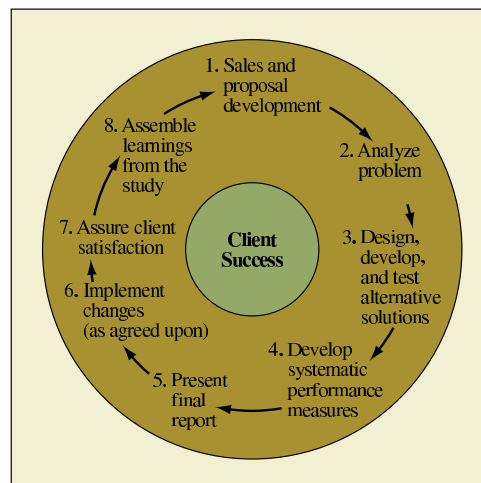 1. Sales and
proposal
development
2. Analyze
problem
3. Design,
develop,
and test
alternative
solutions
4. Develop
systematic
performance
measures
5. Present
final
report
6. Implement
changes
(as agreed upon)
7. Assure client
satisfaction
8. Assemble
learnings
from the
study
Client
Success